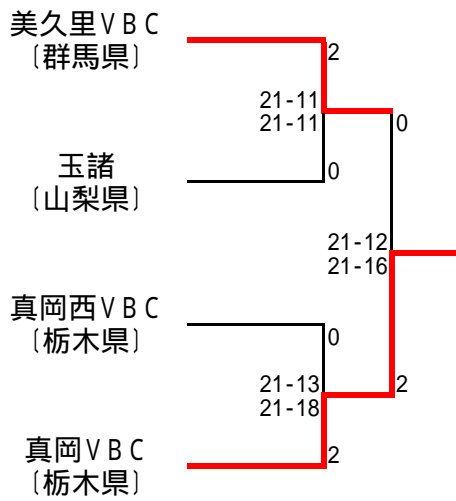 美久里VBC
〔群馬県〕
2
21-11
21-11
0
0
玉諸
〔山梨県〕
21-12
21-16
真岡西VBC
〔栃木県〕
0
21-13
21-18
2
2
真岡VBC
〔栃木県〕